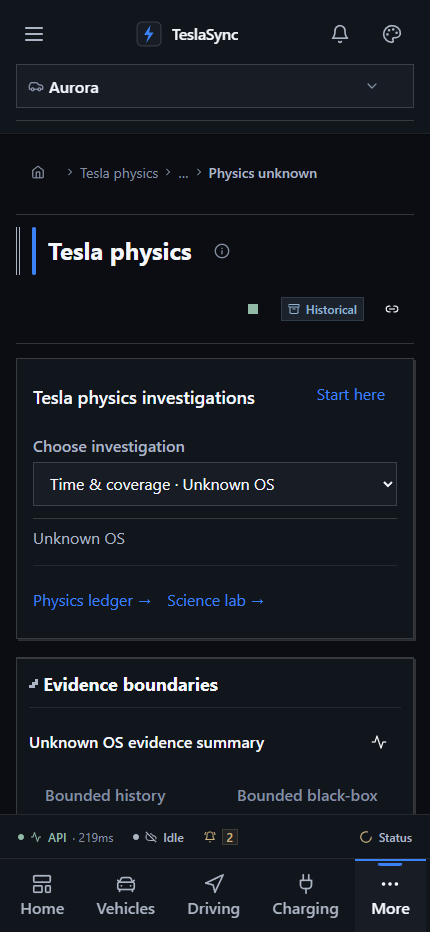 TeslaSync
Aurora
Tesla physics
...
Physics unknown
Tesla physics
Historical
Tesla physics investigations
Start here
Choose investigation
Time & coverage · Unknown OS
Unknown OS
Physics ledger →
Science lab →
Evidence boundaries
Unknown OS evidence summary
Bounded history
Bounded black-box
API · 219ms
Idle
2
Status
Home
Vehicles
Driving
Charging
More